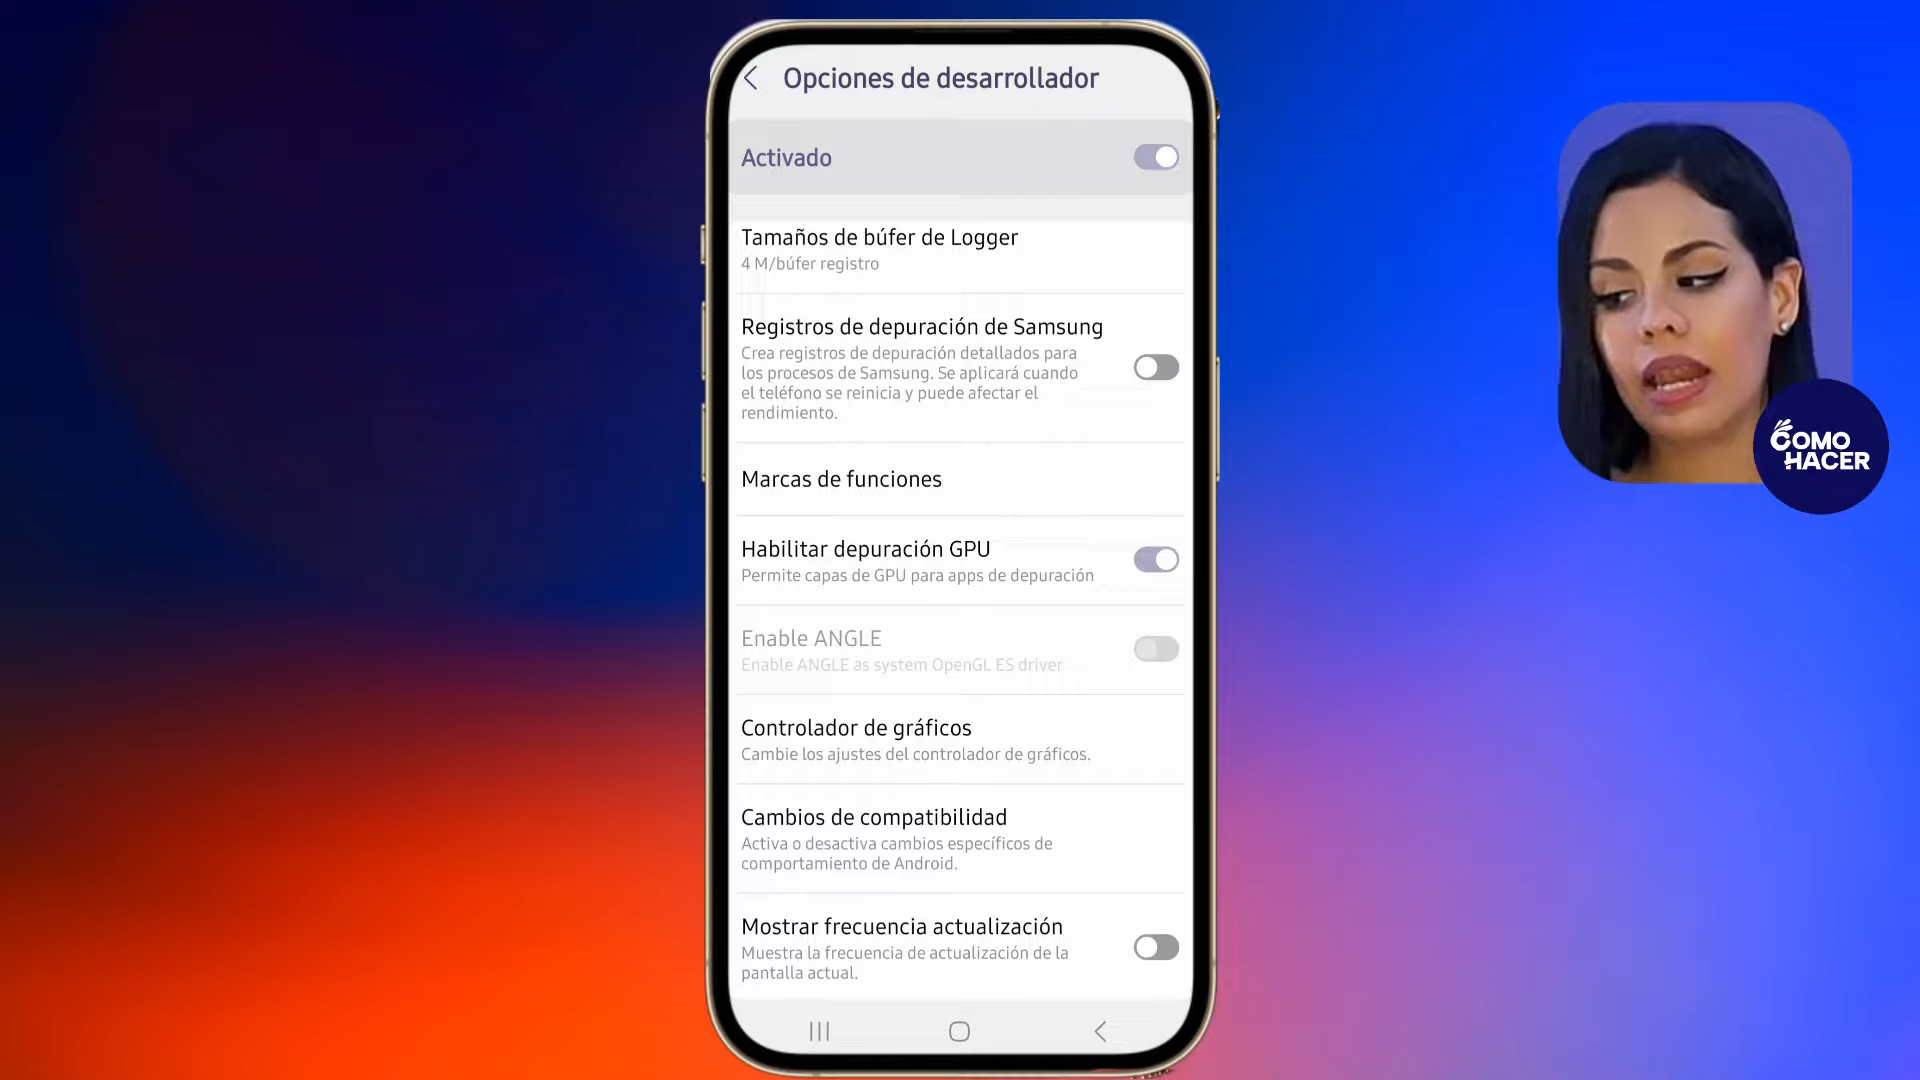 Opciones de desarrollador
Activado
Tamaños de búfer de Logger
4 M/búfer registro
Registros de depuración de Samsung
Crea registros de depuración detallados para
los procesos de Samsung. Se aplicará cuando
el teléfono se reinicia y puede afectar el
rendimiento.
Marcas de funciones
Habilitar depuración GPU
Permite capas de GPU para apps de depuración
Enable ANGLE
Enable ANGLE as system OpenGL ES driver
Controlador de gráficos
Cambie los ajustes del controlador de gráficos.
Cambios de compatibilidad
Activa o desactiva cambios específicos de
comportamiento de Android.
Mostrar frecuencia actualización
Muestra la frecuencia de actualización de la
pantalla actual.
COMO
HACER